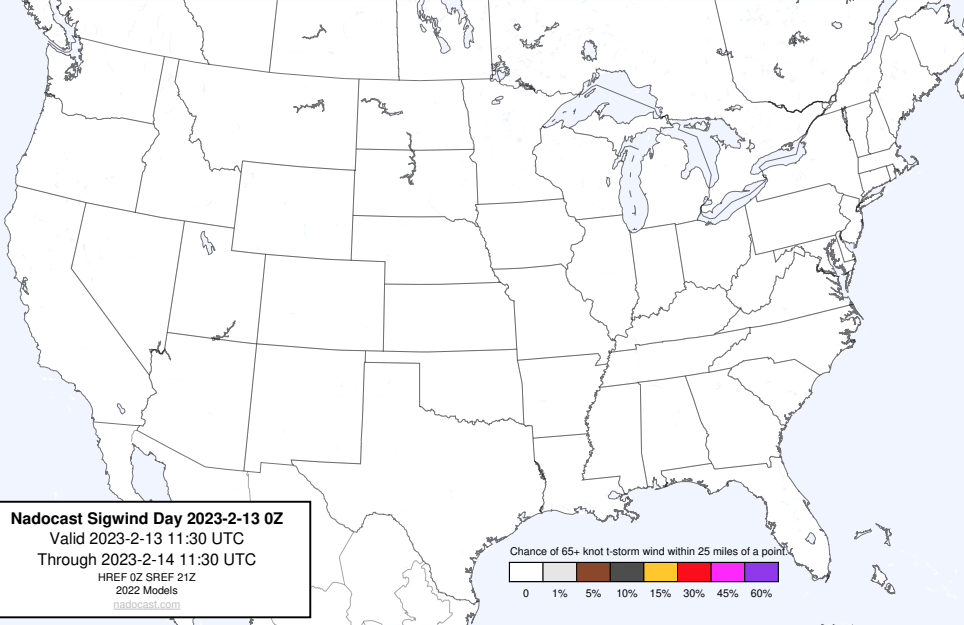 Nadocast Sigwind Day 2023-2-13 0Z
Valid 2023-2-13 11:30 UTC
Through 2023-2-14 11:30 UTC
HREF 0Z SREF 21Z
2022 Models
nadocast.com
Chance of 65+ knot t-storm wind within 25 miles of a point.
0 1% 5% 10% 15% 30% 45% 60%